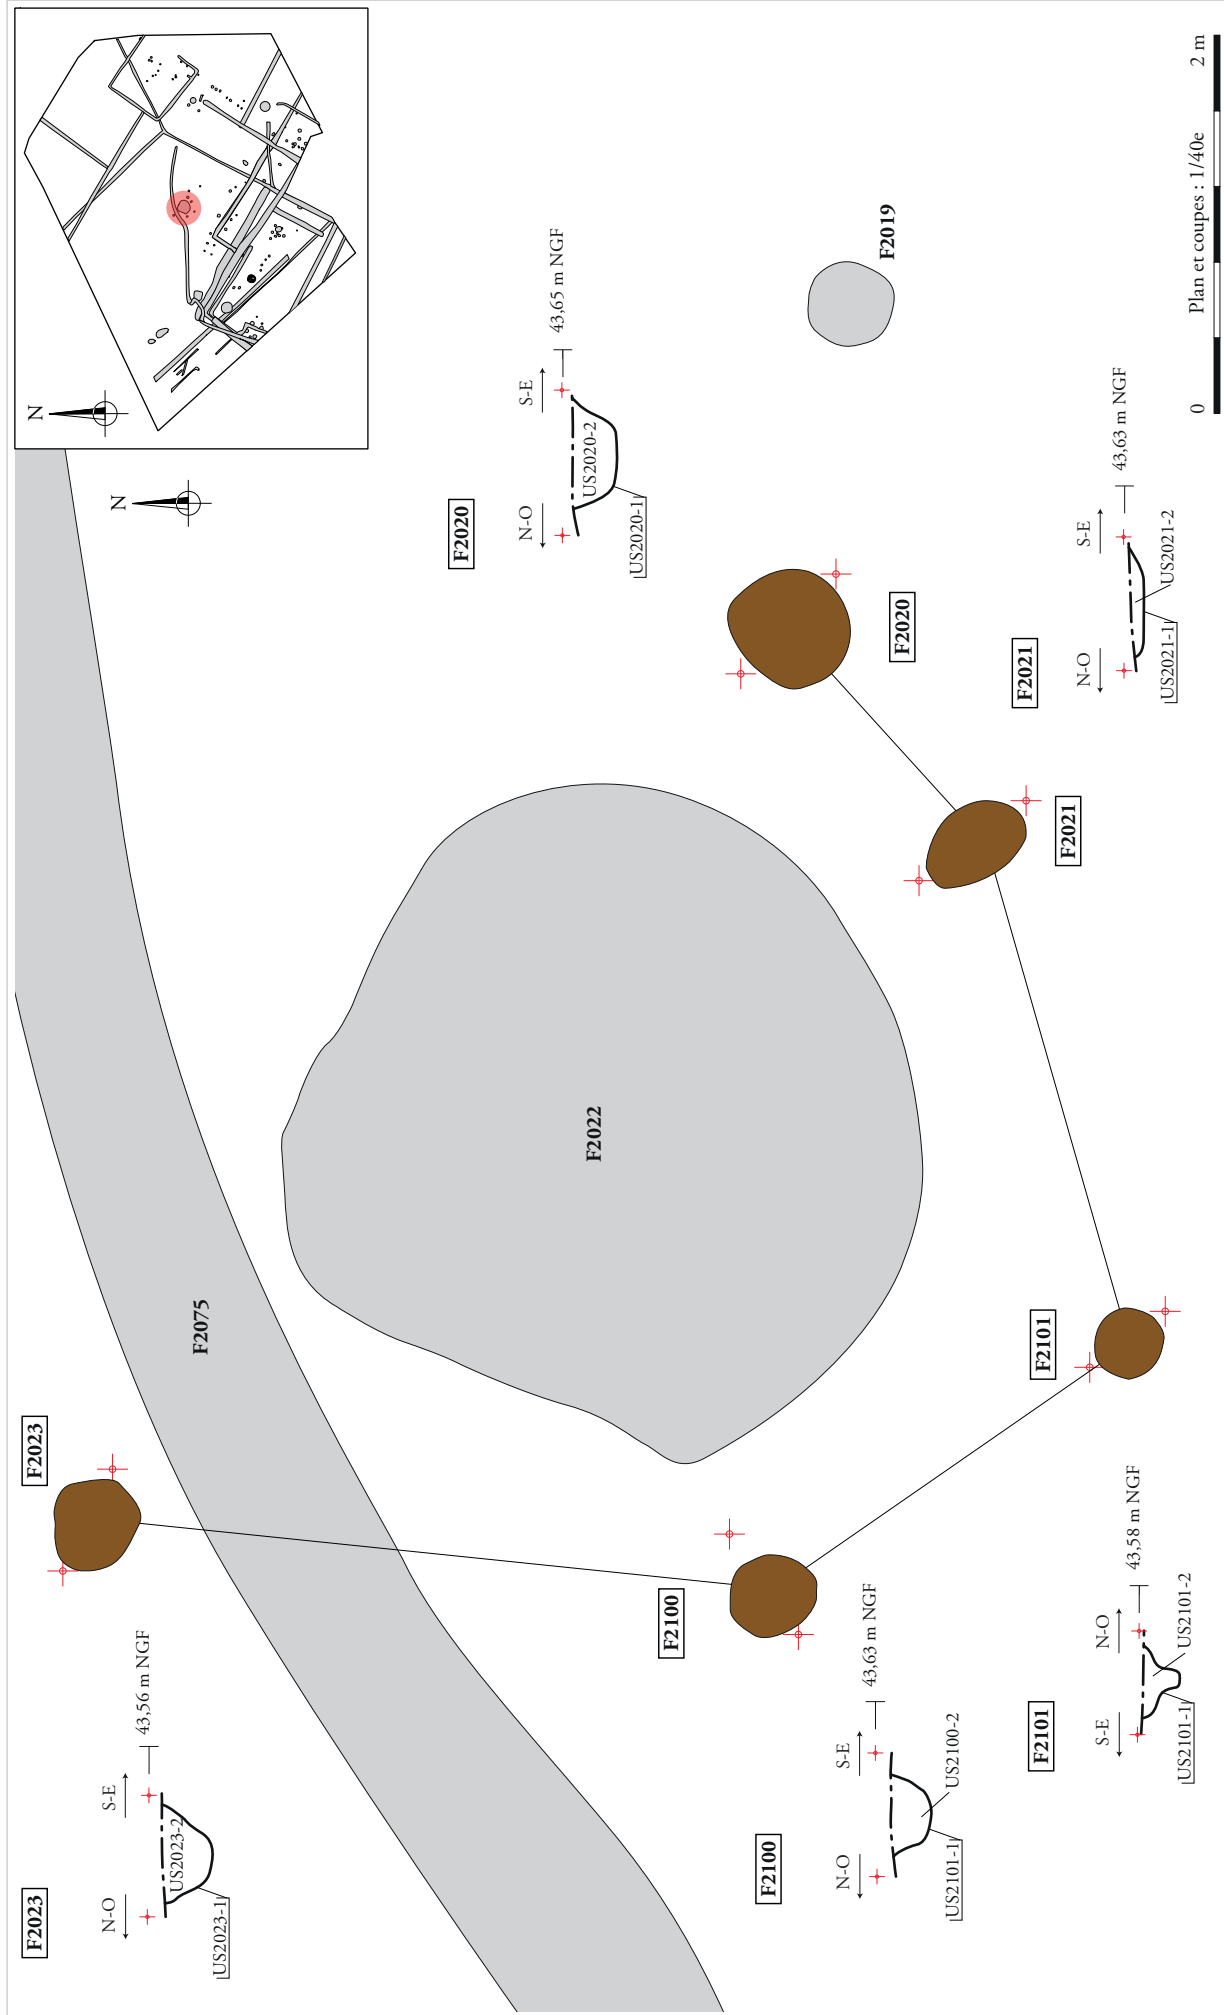 F2023
N-O
S-E
43,56 m NGF
US2023-2
US2023-1
F2023
F2075
N
N
F2020
N-O
S-E
43,65 m NGF
US2020-2
US2020-1
F2022
F2100
F2100
N-O
S-E
43,63 m NGF
US2100-2
US2101-1
F2020
F2019
F2101
S-E
N-O
43,58 m NGF
US2101-2
US2101-1
F2101
F2021
F2021
N-O
S-E
43,63 m NGF
US2021-2
US2021-1
0
Plan et coupes : 1/40e
2 m